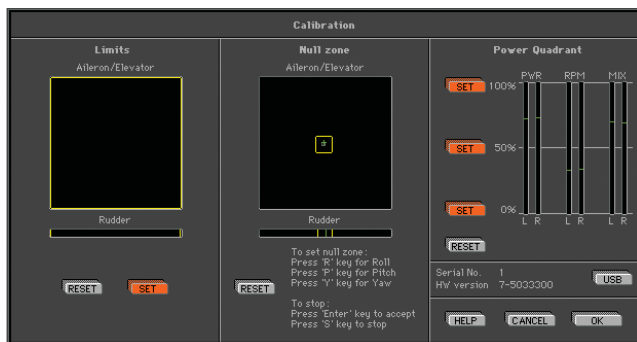 Calibration
Limits
Aileron/Elevator
Rudder
RESET
SET
Null zone
Aileron/Elevator
Rudder
To set null zone:
Press 'R' key for Roll
Press 'P' key for Pitch
Press 'Y' key for Yaw
RESET
To stop:
Press 'Enter' key to accept
Press 'S' key to stop
Power Quadrant
PWR RPM MIX
SET 100%
SET 50%
SET 0%
L R L R L R
RESET
Serial No. 1
HW version 7-5033300
USB
HELP CANCEL OK